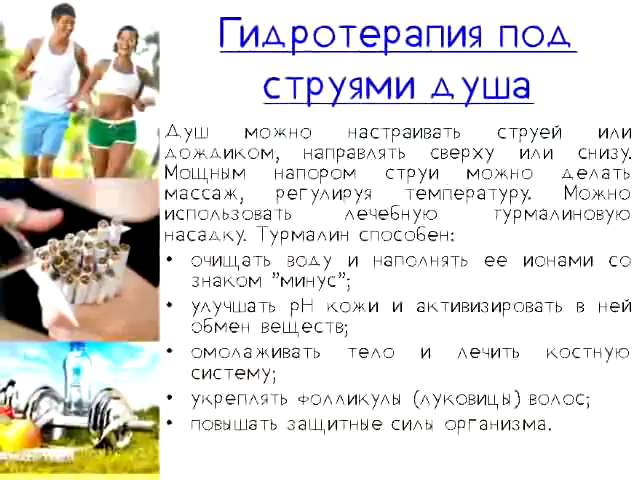 Гидротерапия под
струями душа
Душ можно настраивать струей или
дождиком, направлять сверху или снизу.
Мощным напором струи можно делать
массаж, регулируя температуру. Можно
использовать лечебную турмалиновую
насадку. Турмалин способен:
• очищать воду и наполнять ее ионами со
знаком "минус";
• улучшать pH кожи и активизировать в ней
обмен веществ;
• омолаживать тело и лечить костную
систему;
• укреплять фолликулы (луковицы) волос;
• повышать защитные силы организма.